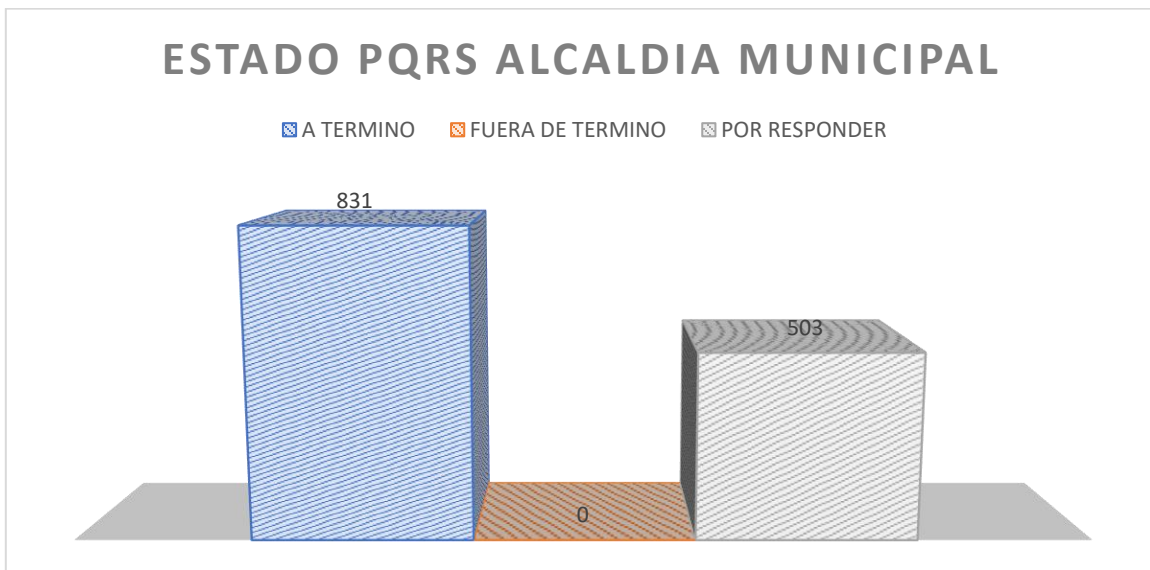 ESTADO PQRS ALCALDIA MUNICIPAL
A TERMINO FUERA DE TERMINO POR RESPONDER
831
503
0